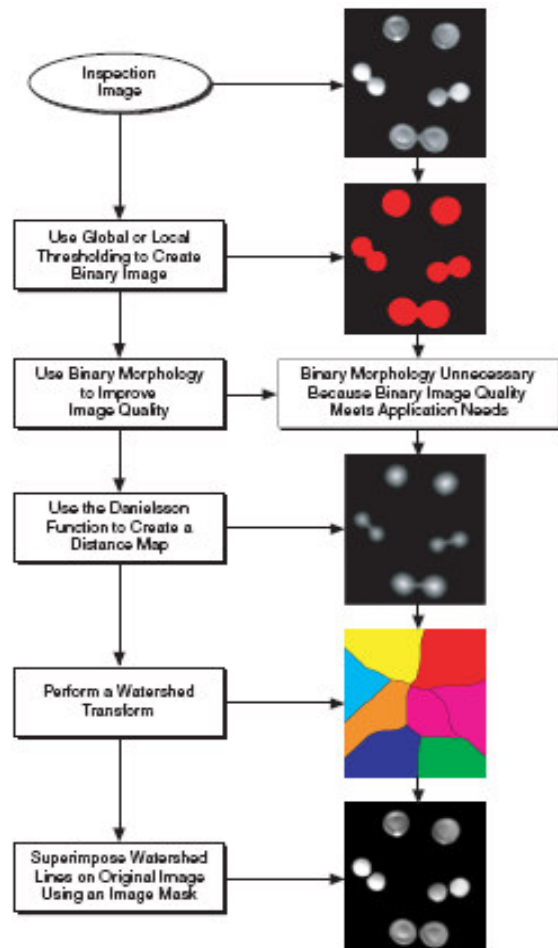 Inspection
Image
Use Global or Local
Thresholding to Create
Binary Image
Use Binary Morphology
to Improve
Image Quality
Binary Morphology Unnecessary
Because Binary Image Quality
Meets Application Needs
Use the Danielsson
Function to Create a
Distance Map
Perform a Watershed
Transform
Superimpose Watershed
Lines on Original Image
Using an Image Mask